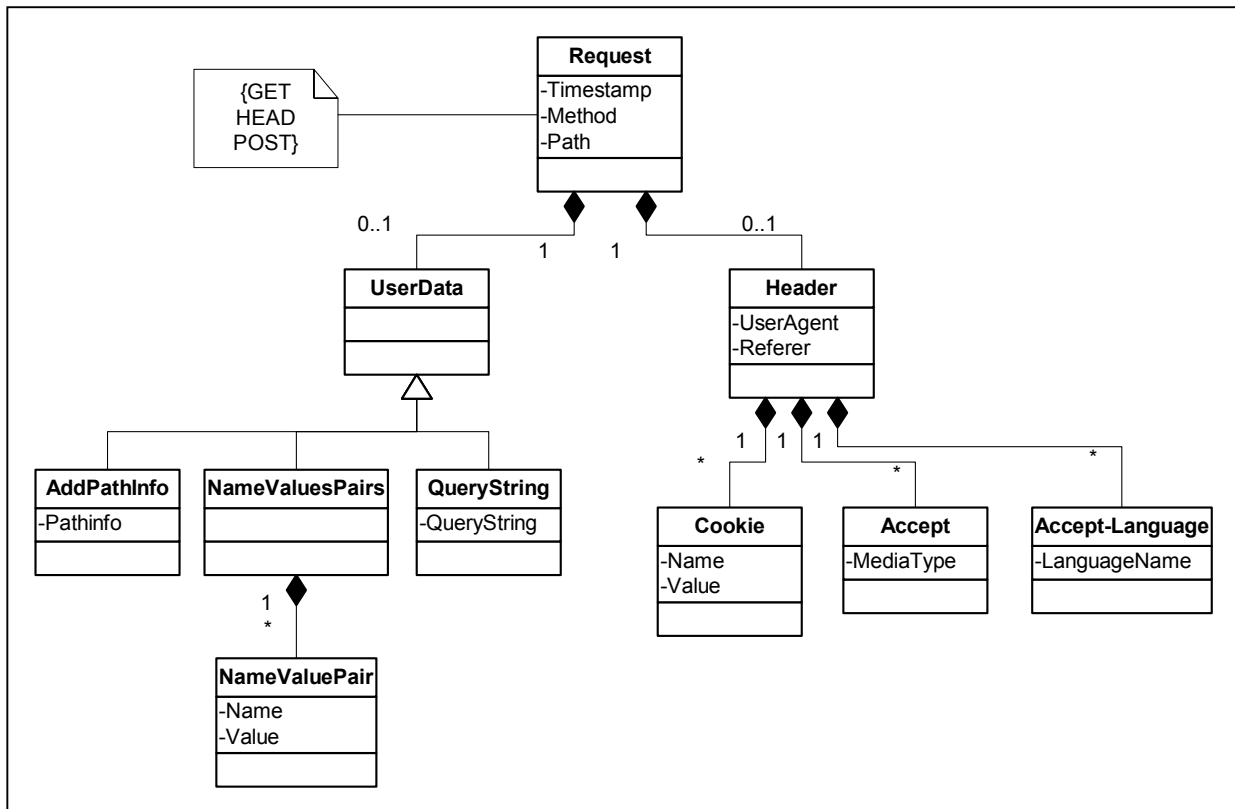 Request
-Timestamp
-Method
-Path
{GET
HEAD
POST}
0..1
1
1
0..1
UserData
Header
-UserAgent
-Referer
1
1
1
*
*
*
AddPathInfo
-Pathinfo
NameValuesPairs
QueryString
-QueryString
Cookie
-Name
-Value
Accept
-MediaType
Accept-Language
-LanguageName
1
*
NameValuePair
-Name
-Value